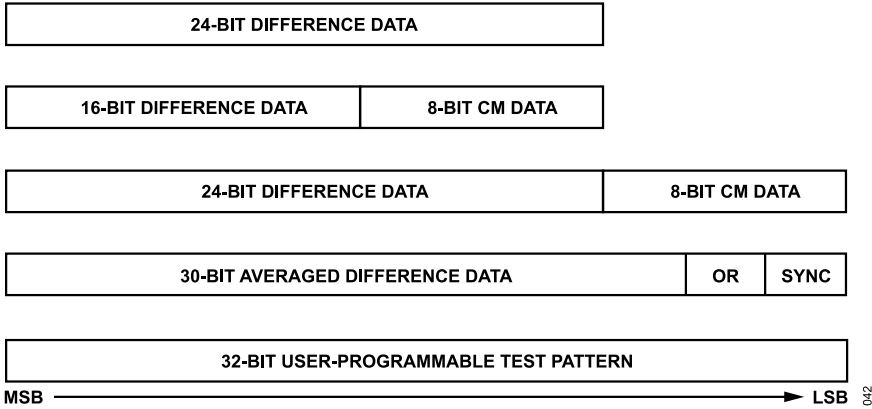 24-BIT DIFFERENCE DATA
16-BIT DIFFERENCE DATA 8-BIT CM DATA
24-BIT DIFFERENCE DATA 8-BIT CM DATA
30-BIT AVERAGED DIFFERENCE DATA OR SYNC
32-BIT USER-PROGRAMMABLE TEST PATTERN
MSB LSB
042